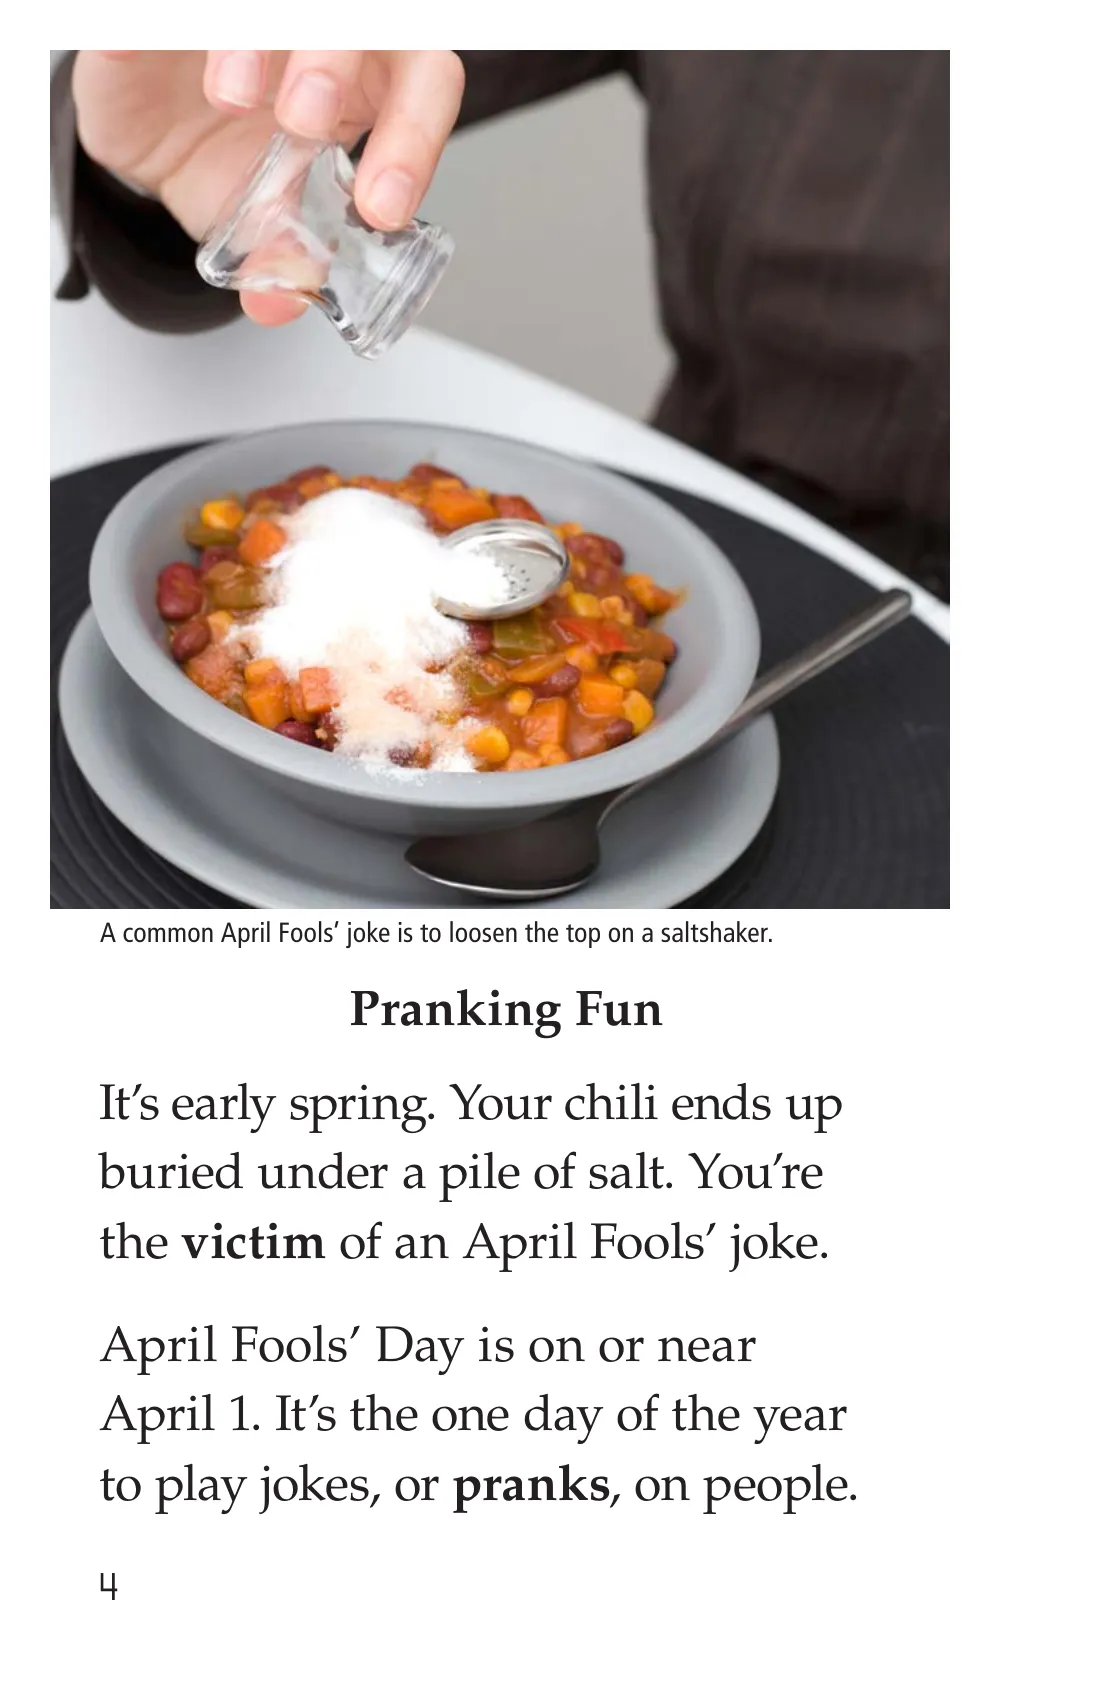 A common April Fools’ joke is to loosen the top on a saltshaker.
Pranking Fun
It’s early spring. Your chili ends up
buried under a pile of salt. You’re
the victim of an April Fools’ joke.
April Fools’ Day is on or near
April 1. It’s the one day of the year
to play jokes, or pranks, on people.
4